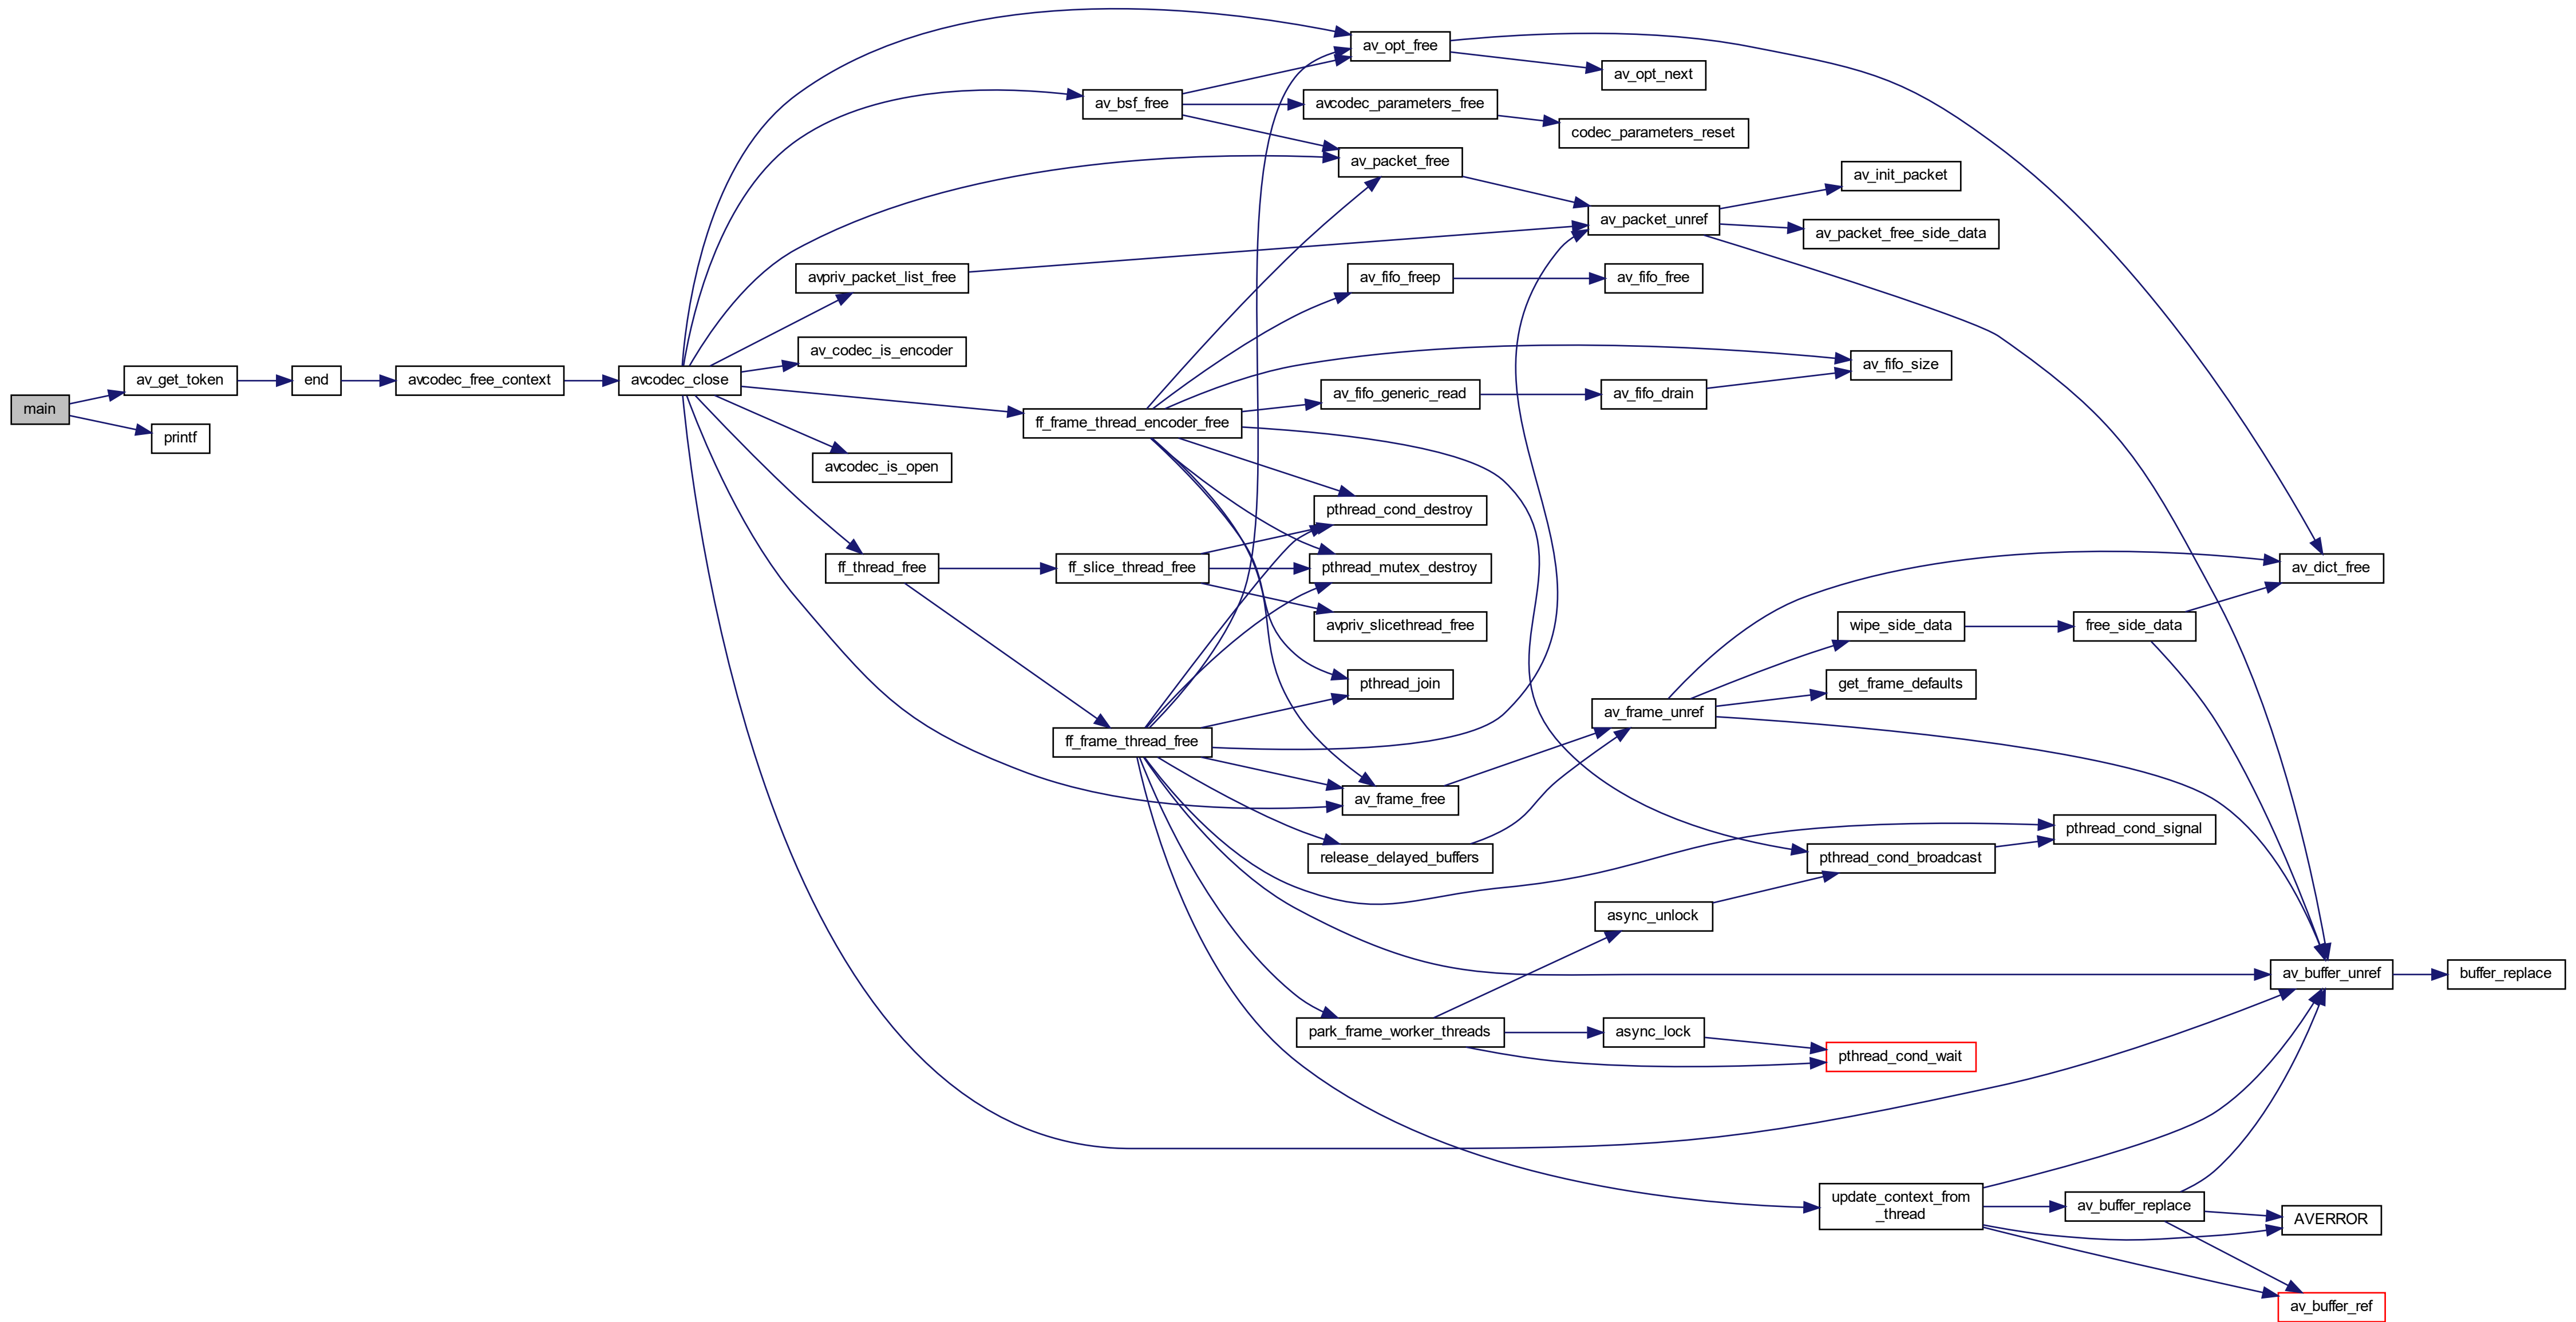 main
av_get_token
printf
end
avcodec_free_context
avcodec_close
avpriv_packet_list_free
av_codec_is_encoder
avcodec_is_open
ff_thread_free
av_bsf_free
ff_frame_thread_encoder_free
ff_slice_thread_free
ff_frame_thread_free
av_opt_free
avcodec_parameters_free
av_packet_free
av_fifo_freep
av_fifo_generic_read
pthread_cond_destroy
pthread_mutex_destroy
avpriv_slicethread_free
pthread_join
av_frame_free
release_delayed_buffers
park_frame_worker_threads
av_opt_next
codec_parameters_reset
av_packet_unref
av_fifo_free
av_fifo_drain
av_frame_unref
async_unlock
async_lock
av_init_packet
av_packet_free_side_data
av_fifo_size
wipe_side_data
get_frame_defaults
pthread_cond_broadcast
pthread_cond_wait
update_context_from
_thread
free_side_data
pthread_cond_signal
av_buffer_replace
av_dict_free
av_buffer_unref
AVERROR
av_buffer_ref
buffer_replace